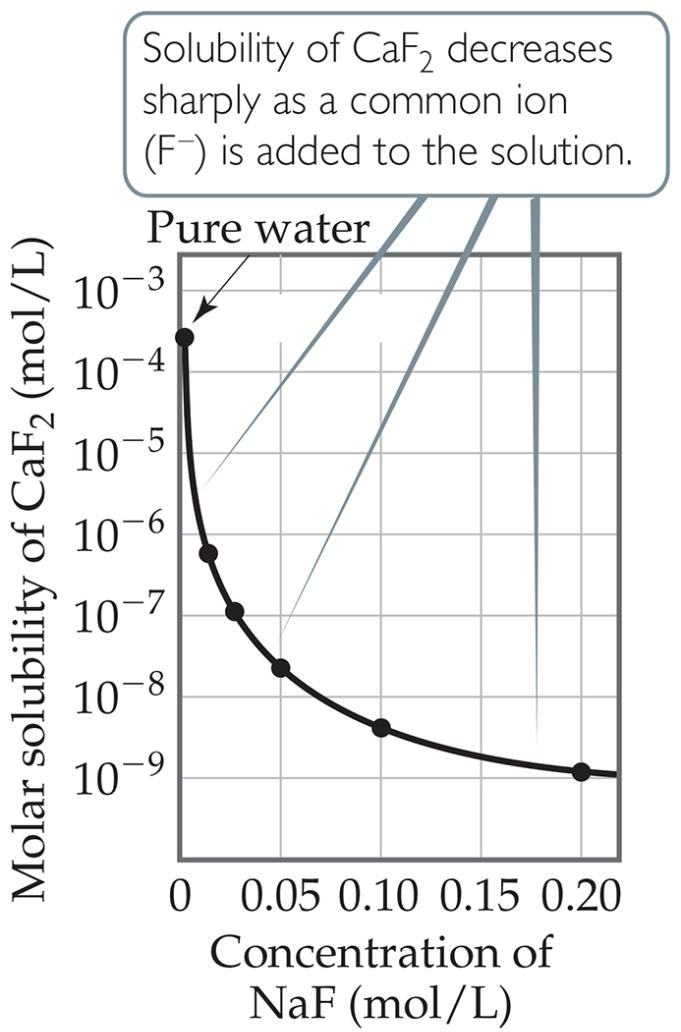 Solubility of CaF₂ decreases
sharply as a common ion
(F⁻) is added to the solution.
Pure water
Molar solubility of CaF₂ (mol/L)
10⁻³
10⁻⁴
10⁻⁵
10⁻⁶
10⁻⁷
10⁻⁸
10⁻⁹
0 0.05 0.10 0.15 0.20
Concentration of
NaF (mol/L)